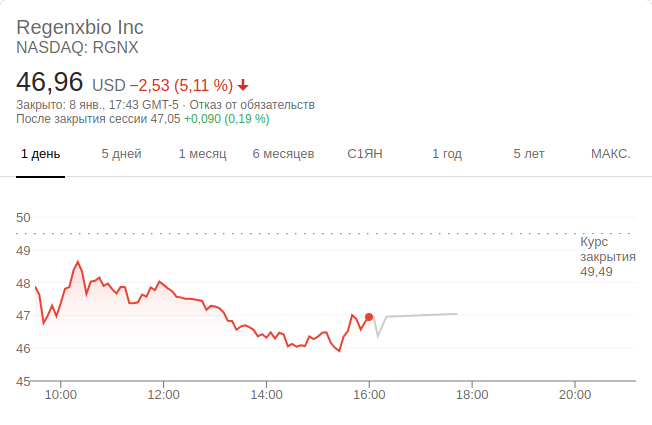 Regenxbio Inc
NASDAQ: RGNX
46,96 USD −2,53 (5,11 %)
Закрыто: 8 янв., 17:43 GMT-5 · Отказ от обязательств
После закрытия сессии 47,05 +0,090 (0,19 %)
1 день 5 дней 1 месяц 6 месяцев С1ЯН 1 год 5 лет МАКС.
50
49
48
47
46
45
Курс
закрытия
49,49
10:00 12:00 14:00 16:00 18:00 20:00